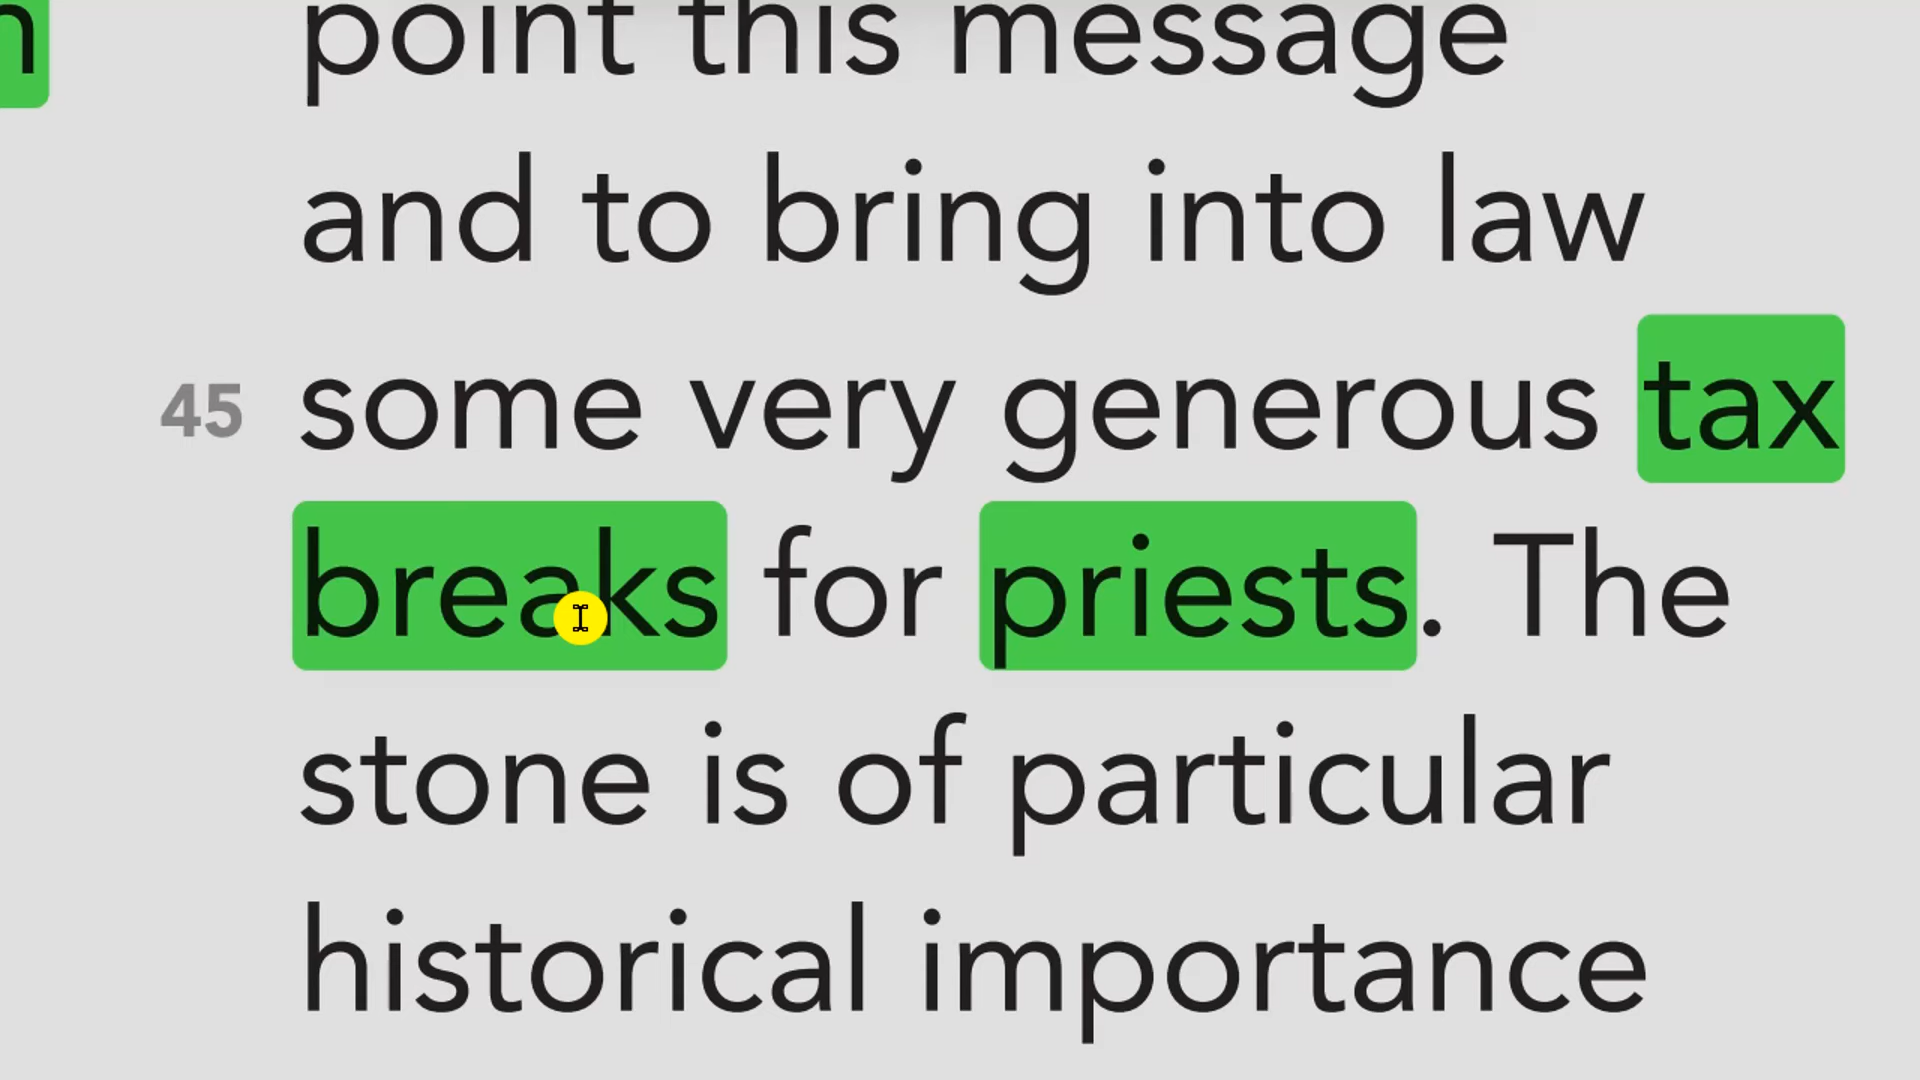 point this message
and to bring into law
45 some very generous tax
breaks for priests. The
stone is of particular
historical importance